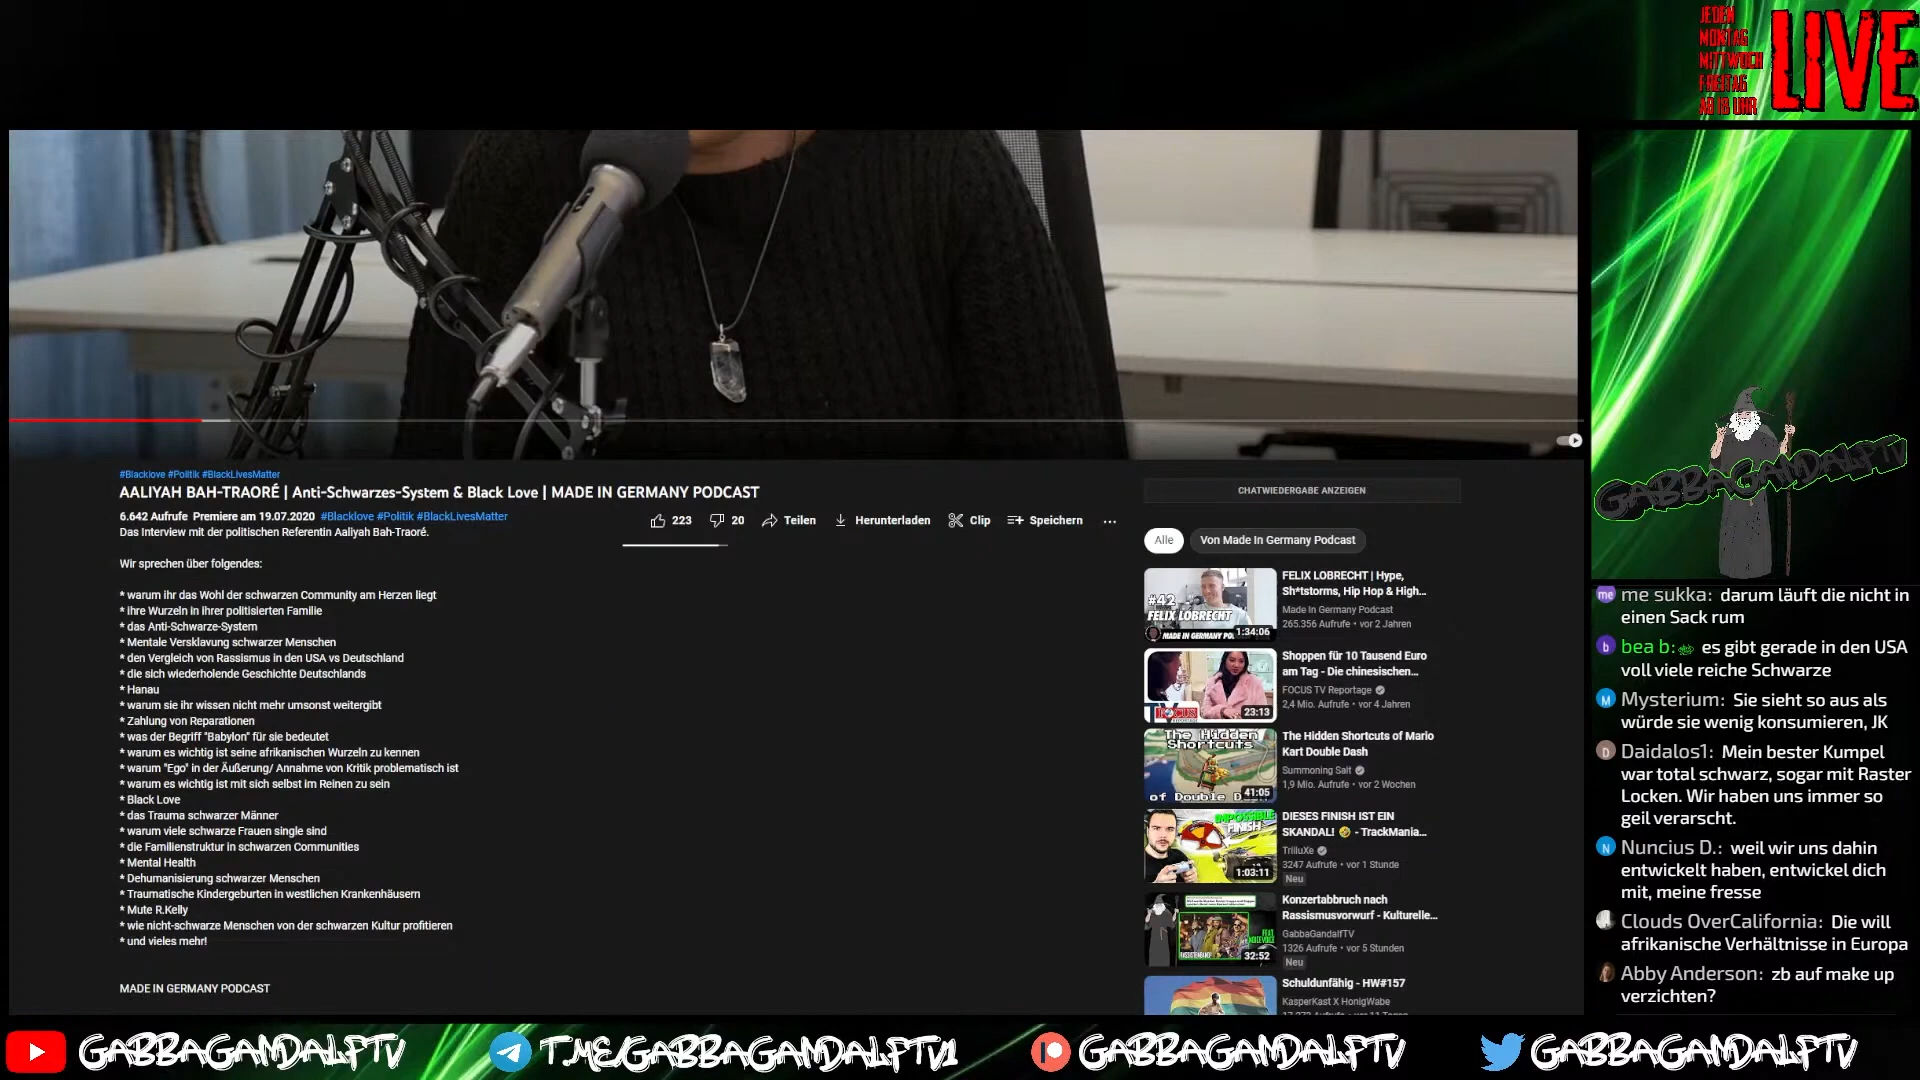 JEDEN
MONTAG
MITTWOCH
FREITAG
AB 18 UHR
LIVE
#Blacklove #Politik #BlackLivesMatter
AALIYAH BAH-TRAORÉ | Anti-Schwarzes-System & Black Love | MADE IN GERMANY PODCAST
6.642 Aufrufe Premiere am 19.07.2020 #Blacklove #Politik #BlackLivesMatter
223
20
Teilen
Herunterladen
Clip
Speichern
...
Das Interview mit der politischen Referentin Aaliyah Bah-Traoré.
Wir sprechen über folgendes:
* warum ihr das Wohl der schwarzen Community am Herzen liegt
* ihre Wurzeln in ihrer politisierten Familie
* das Anti-Schwarze-System
* Mentale Versklavung schwarzer Menschen
* den Vergleich von Rassismus in den USA vs Deutschland
* die sich wiederholende Geschichte Deutschlands
* Hanau
* warum sie ihr wissen nicht mehr umsonst weitergibt
* Zahlung von Reparationen
* was der Begriff "Babylon" für sie bedeutet
* warum es wichtig ist seine afrikanischen Wurzeln zu kennen
* warum "Ego" in der Äußerung/ Annahme von Kritik problematisch ist
* warum es wichtig ist mit sich selbst im Reinen zu sein
* Black Love
* das Trauma schwarzer Männer
* warum viele schwarze Frauen single sind
* die Familienstruktur in schwarzen Communities
* Mental Health
* Dehumanisierung schwarzer Menschen
* Traumatische Kindergeburten in westlichen Krankenhäusern
* Mute R.Kelly
* wie nicht-schwarze Menschen von der schwarzen Kultur profitieren
* und vieles mehr!
MADE IN GERMANY PODCAST
CHATWIEDERGABE ANZEIGEN
Alle
Von Made In Germany Podcast
#42
FELIX LOBRECHT
MADE IN GERMANY PO
1:34:06
FELIX LOBRECHT | Hype,
Sh*tstorms, Hip Hop & High...
Made In Germany Podcast
265.356 Aufrufe • vor 2 Jahren
FOCUS
23:13
Shoppen für 10 Tausend Euro
am Tag - Die chinesischen...
FOCUS TV Reportage
2,4 Mio. Aufrufe • vor 4 Jahren
The Hidden
Shortcuts
of Double D
41:05
The Hidden Shortcuts of Mario
Kart Double Dash
Summoning Salt
1,9 Mio. Aufrufe • vor 2 Wochen
IMPOSSIBLE
FINISH
1:03:11
DIESES FINISH IST EIN
SKANDAL! 🤣 - TrackMania...
TrilluXe
3247 Aufrufe • vor 1 Stunde
Neu
32:52
Konzertabbruch nach
Rassismusvorwurf - Kulturelle...
GabbaGandalfTV
1326 Aufrufe • vor 5 Stunden
Neu
Schuldunfähig - HW#157
KasperKast X HonigWabe
GABBAGANDALFTV
me sukka: darum läuft die nicht in
einen Sack rum
bea b: es gibt gerade in den USA
voll viele reiche Schwarze
Mysterium: Sie sieht so aus als
würde sie wenig konsumieren, JK
Daidalos1: Mein bester Kumpel
war total schwarz, sogar mit Raster
Locken. Wir haben uns immer so
geil verarscht.
Nuncius D.: weil wir uns dahin
entwickelt haben, entwickel dich
mit, meine fresse
Clouds OverCalifornia: Die will
afrikanische Verhältnisse in Europa
Abby Anderson: zb auf make up
verzichten?
GABBAGANDALFTV
T.ME/GABBAGANDALFTV1
GABBAGANDALFTV
GABBAGANDALFTV